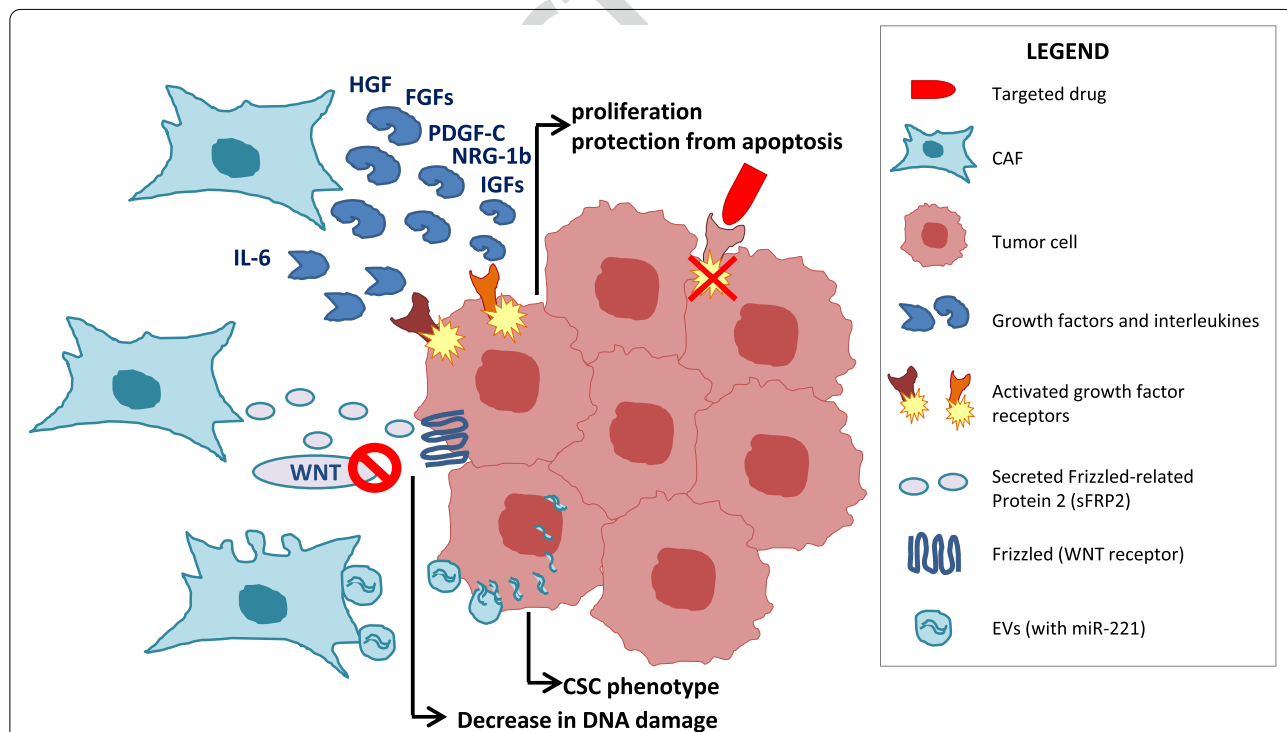 HGF
FGFs
PDGF-C
NRG-1b
IGFs
IL-6
proliferation
protection from apoptosis
WNT
CSC phenotype
Decrease in DNA damage
LEGEND
Targeted drug
CAF
Tumor cell
Growth factors and interleukines
Activated growth factor
receptors
Secreted Frizzled-related
Protein 2 (sFRP2)
Frizzled (WNT receptor)
EVs (with miR-221)